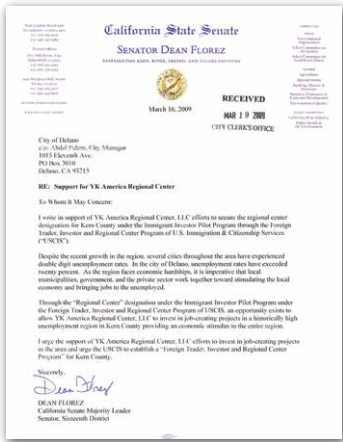 California State Senate
SENATOR DEAN FLOREZ
REPRESENTING KERN, KINGS, FRESNO, AND TULARE COUNTIES
March 16, 2009
RECEIVED
MAR 19 2009
CITY CLERK'S OFFICE
City of Delano
Abdel Salem, City Manager
1015 Eleventh Ave.
PO Box 3010
Delano, CA 93215
RE: Support for YK America Regional Center
To Whom It May Concern:
I write in support of YK America Regional Center, LLC efforts to secure the regional center
designation for Kern County under the Immigrant Investor Pilot Program through the Foreign
Trader, Investor and Regional Center Program of U.S. Immigration & Citizenship Services
("USCIS").
Despite the recent growth in the region, several cities throughout the area have experienced
double digit unemployment rates. In the city of Delano, unemployment rates have exceeded
twenty percent. As the region faces economic hardships, it is imperative that local
municipalities, government, and the private sector work together toward stimulating the local
economy and bringing jobs to the unemployed.
Through the "Regional Center" designation under the Immigrant Investor Pilot Program under
the Foreign Trader, Investor and Regional Center Program of USCIS, an opportunity exists to
allow YK America Regional Center, LLC to invest in job-creating projects in a historically high
unemployment region in Kern County providing an economic stimulus to the entire region.
I urge the support of YK America Regional Center, LLC efforts to invest in job-creating projects
in the area and urge the USCIS to establish a "Foreign Trader, Investor and Regional Center
Program" for Kern County.
Sincerely,
Dean Florez
DEAN FLOREZ
California Senate Majority Leader
Senator, Sixteenth District